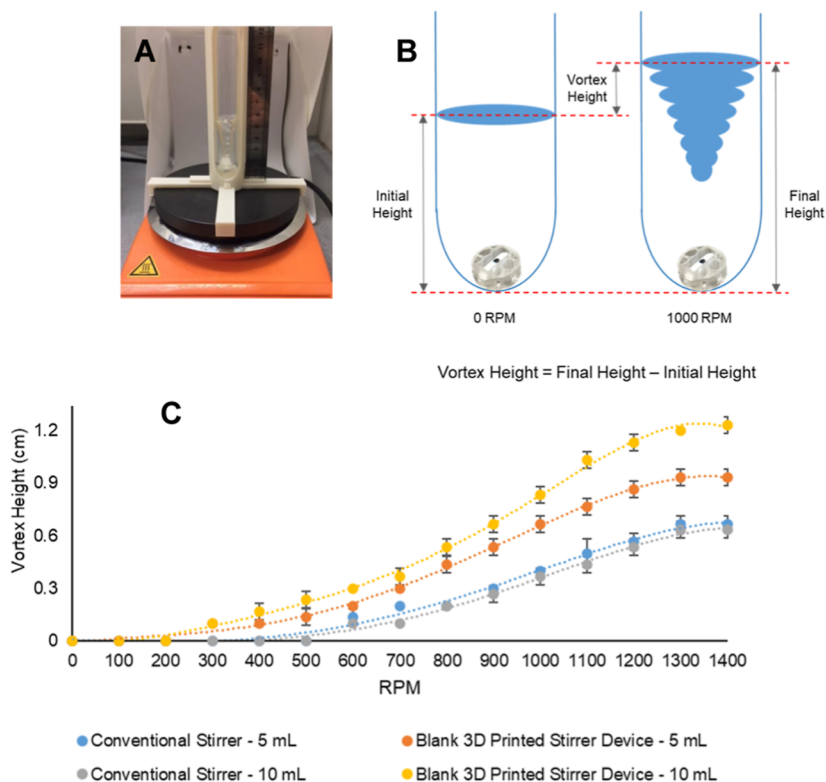 A
B
Vortex
Height
Initial
Height
Final
Height
0 RPM
1000 RPM
Vortex Height = Final Height – Initial Height
C
Vortex Height (cm)
1.2
0.9
0.6
0.3
0
0 100 200 300 400 500 600 700 800 900 1000 1100 1200 1300 1400
RPM
Conventional Stirrer - 5 mL
Blank 3D Printed Stirrer Device - 5 mL
Conventional Stirrer - 10 mL
Blank 3D Printed Stirrer Device - 10 mL